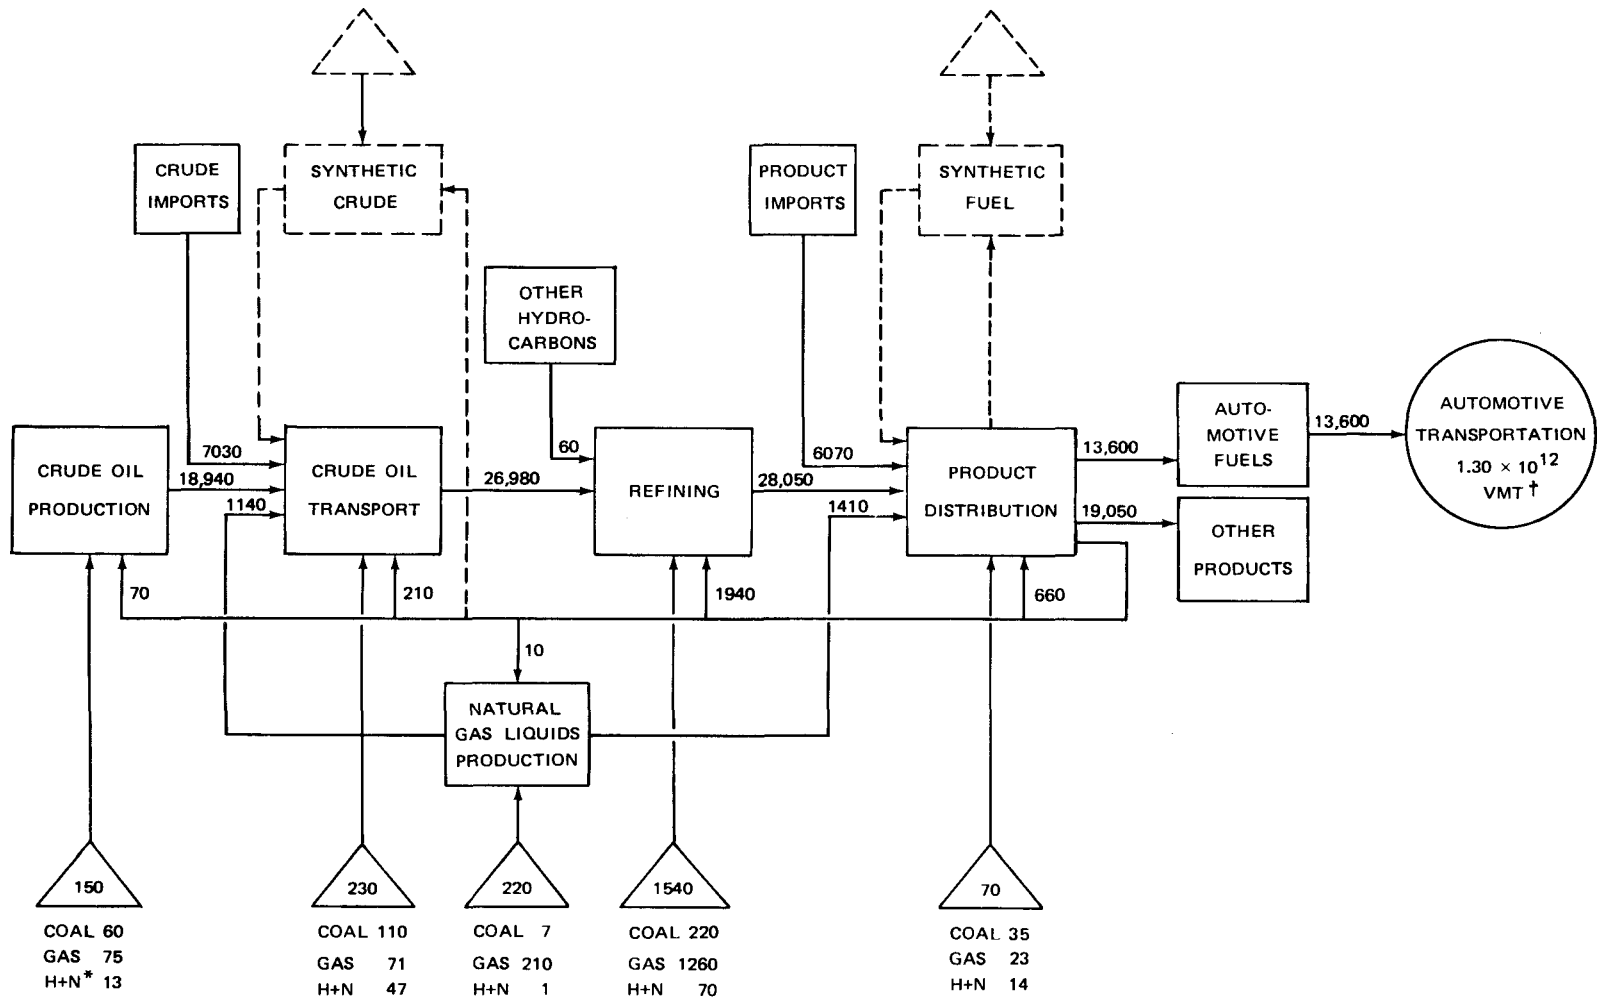 CRUDE
IMPORTS
SYNTHETIC
CRUDE
PRODUCT
IMPORTS
SYNTHETIC
FUEL
OTHER
HYDRO-
CARBONS
CRUDE OIL
PRODUCTION
7030
18,940
1140
CRUDE OIL
TRANSPORT
26,980
60
REFINING
28,050
6070
1410
PRODUCT
DISTRIBUTION
13,600
19,050
AUTO-
MOTIVE
FUELS
OTHER
PRODUCTS
13,600
AUTOMOTIVE
TRANSPORTATION
1.30 × 10¹²
VMT †
70
210
1940
660
10
NATURAL
GAS LIQUIDS
PRODUCTION
150
COAL 60
GAS 75
H+N* 13
230
COAL 110
GAS 71
H+N 47
220
COAL 7
GAS 210
H+N 1
1540
COAL 220
GAS 1260
H+N 70
70
COAL 35
GAS 23
H+N 14